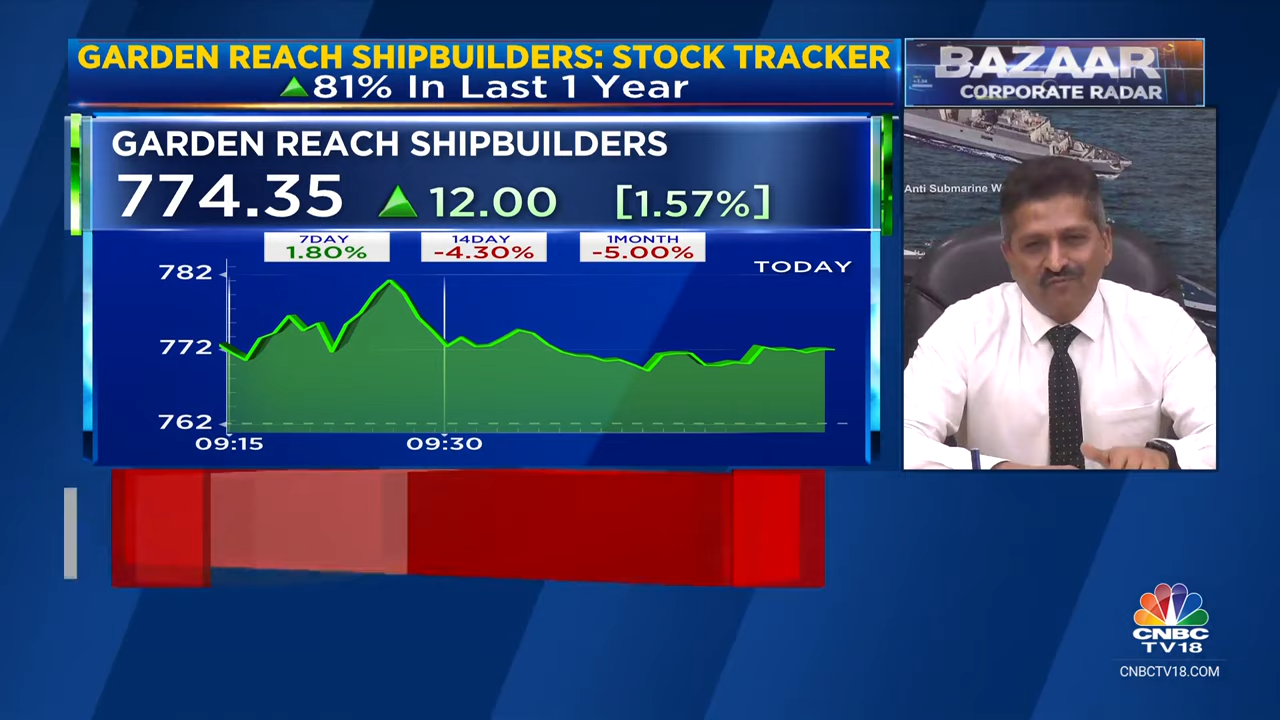 GARDEN REACH SHIPBUILDERS: STOCK TRACKER
81% In Last 1 Year
BAZAAR
CORPORATE RADAR
GARDEN REACH SHIPBUILDERS
774.35 12.00 [1.57%]
7DAY
1.80%
14DAY
-4.30%
1MONTH
-5.00%
TODAY
782
772
762
09:15 09:30
Anti Submarine W
CNBC
TV18
CNBCTV18.COM